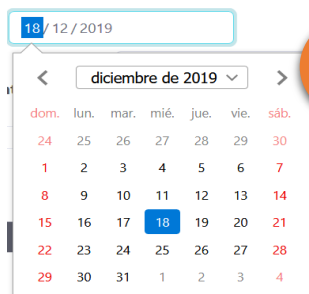 18 / 12 / 2019
diciembre de 2019
dom. lun. mar. mié. jue. vie. sáb.
24 25 26 27 28 29 30
1 2 3 4 5 6 7
8 9 10 11 12 13 14
15 16 17 18 19 20 21
22 23 24 25 26 27 28
29 30 31 1 2 3 4